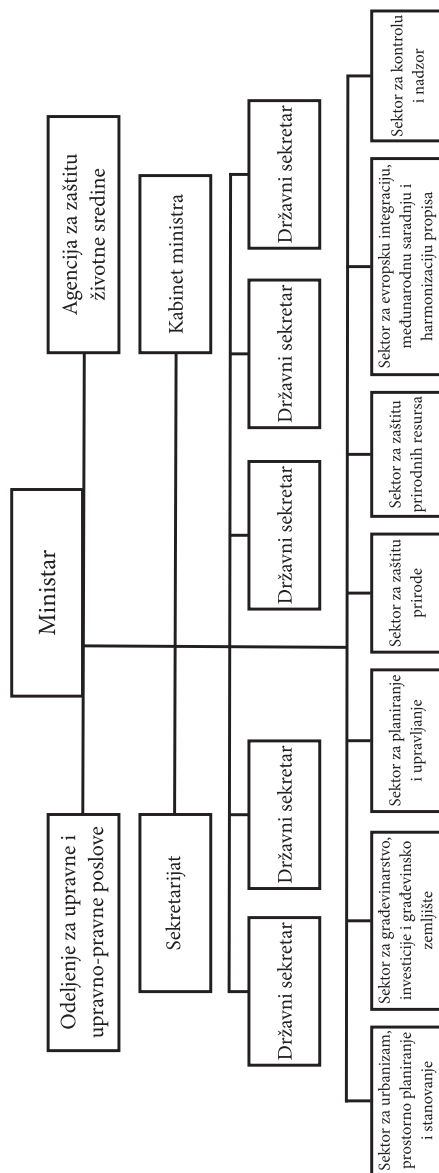 Ministar
Odeljenje za upravne i
upravno-pravne poslove
Agencija za zaštitu
životne sredine
Sekretarijat
Kabinet ministra
Državni sekretar
Državni sekretar
Državni sekretar
Državni sekretar
Državni sekretar
Sektor za urbanizam,
prostorno planiranje
i stanovanje
Sektor za građevinarstvo,
investicije i građevinsko
zemljište
Sektor za planiranje
i upravljanje
Sektor za zaštitu
prirode
Sektor za zaštitu
prirodnih resursa
Sektor za evropsku integraciju,
međunarodnu saradnju i
harmonizaciju propisa
Sektor za kontrolu
i nadzor